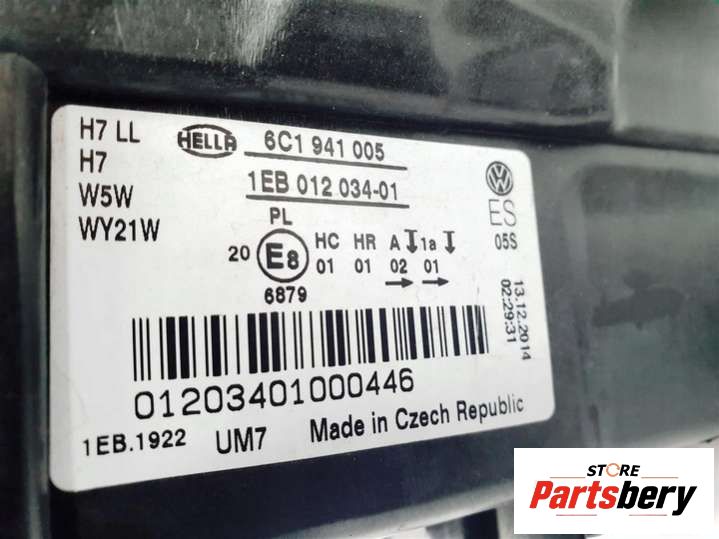 H7 LL
H7
W5W
WY21W
HELLA
6C1 941 005
1EB 012 034-01
PL
20 E8
6879
HC HR A 1a
01 01 02 01
VW
ES
05S
13.12.2014
02:29:31
01203401000446
1EB.1922 UM7 Made in Czech Republic
STORE
Partsbery